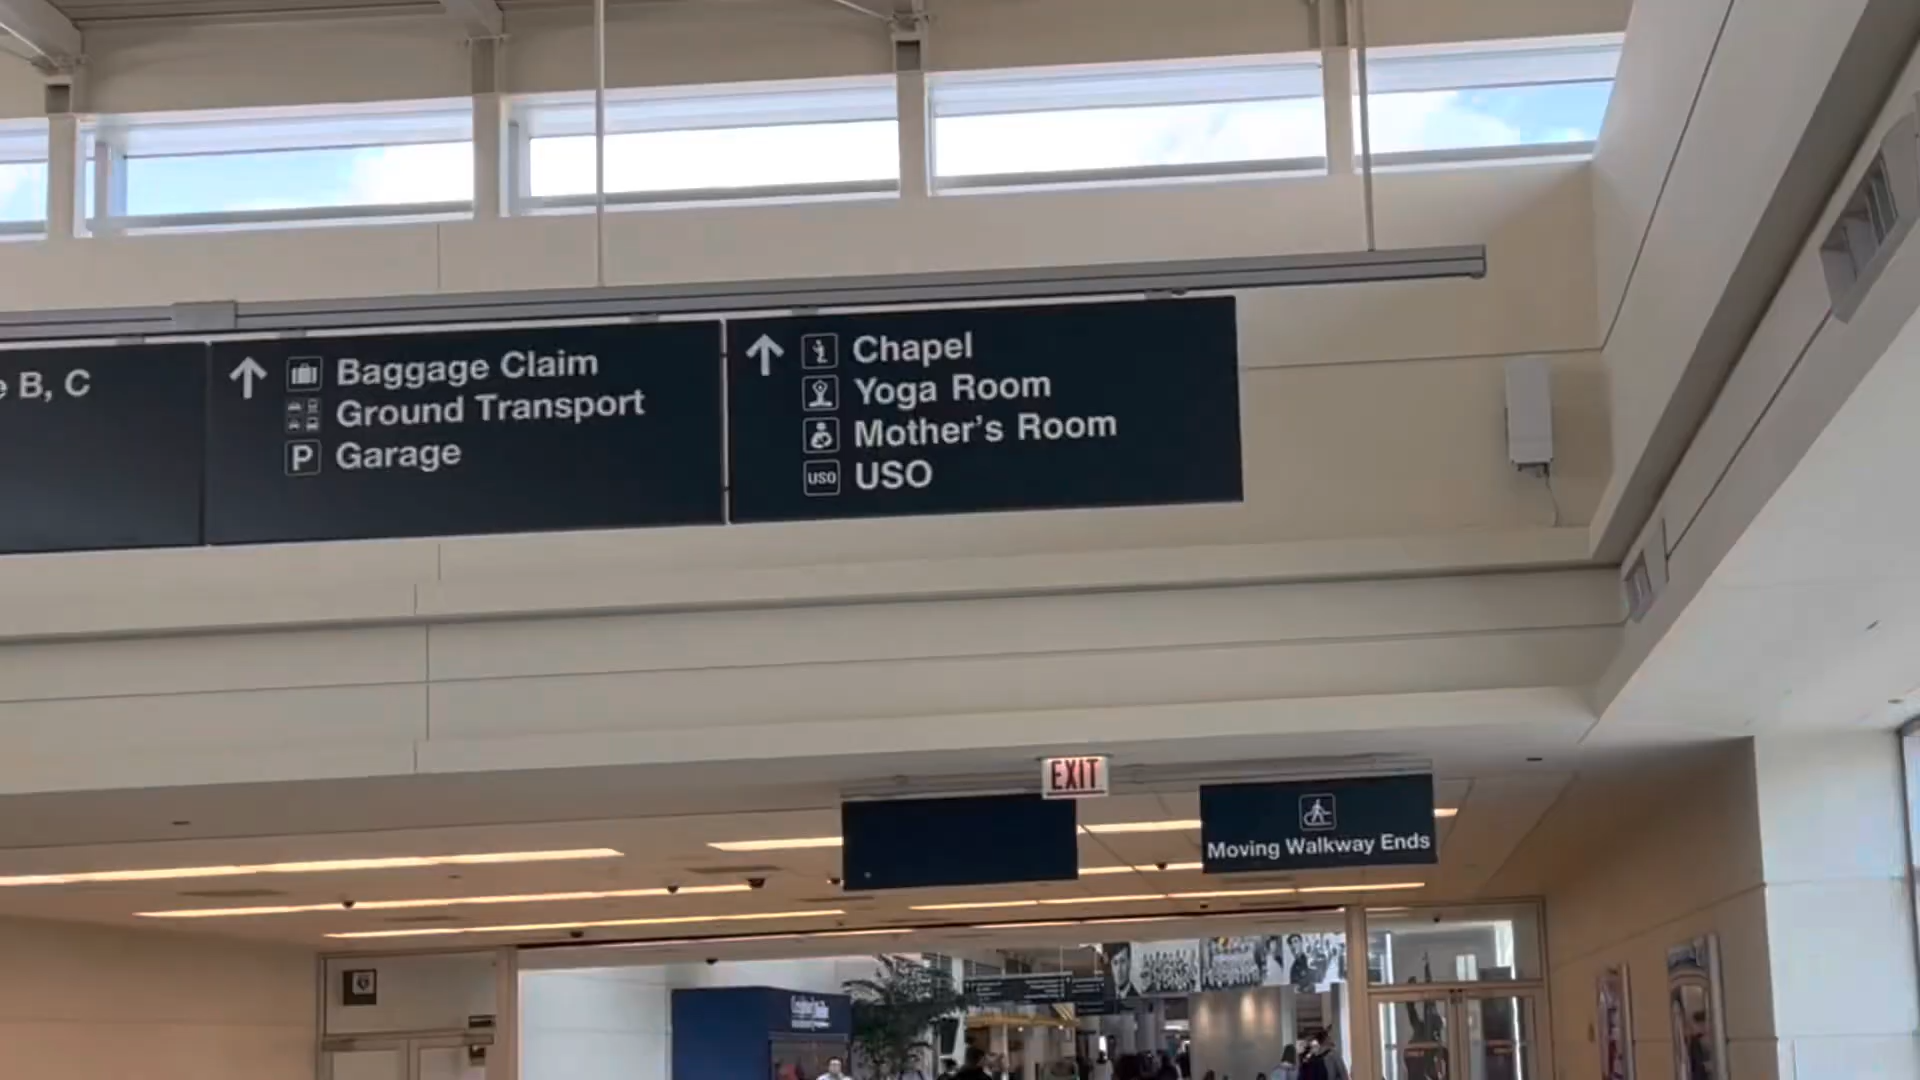 B, C
Baggage Claim
Ground Transport
P Garage
Chapel
Yoga Room
Mother's Room
USO USO
EXIT
Moving Walkway Ends